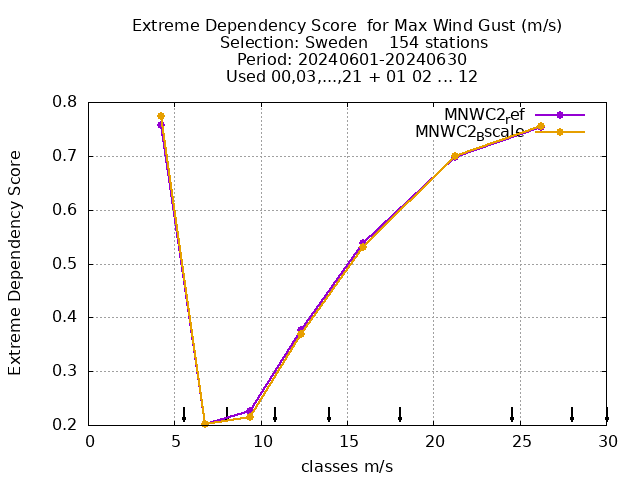 Extreme Dependency Score  for Max Wind Gust (m/s)
Selection: Sweden    154 stations
Period: 20240601-20240630
Used 00,03,...,21 + 01 02 ... 12
MNWC2ref
MNWC2Bscale
0.8
0.7
0.6
0.5
0.4
0.3
0.2
Extreme Dependency Score
0 5 10 15 20 25 30
classes m/s